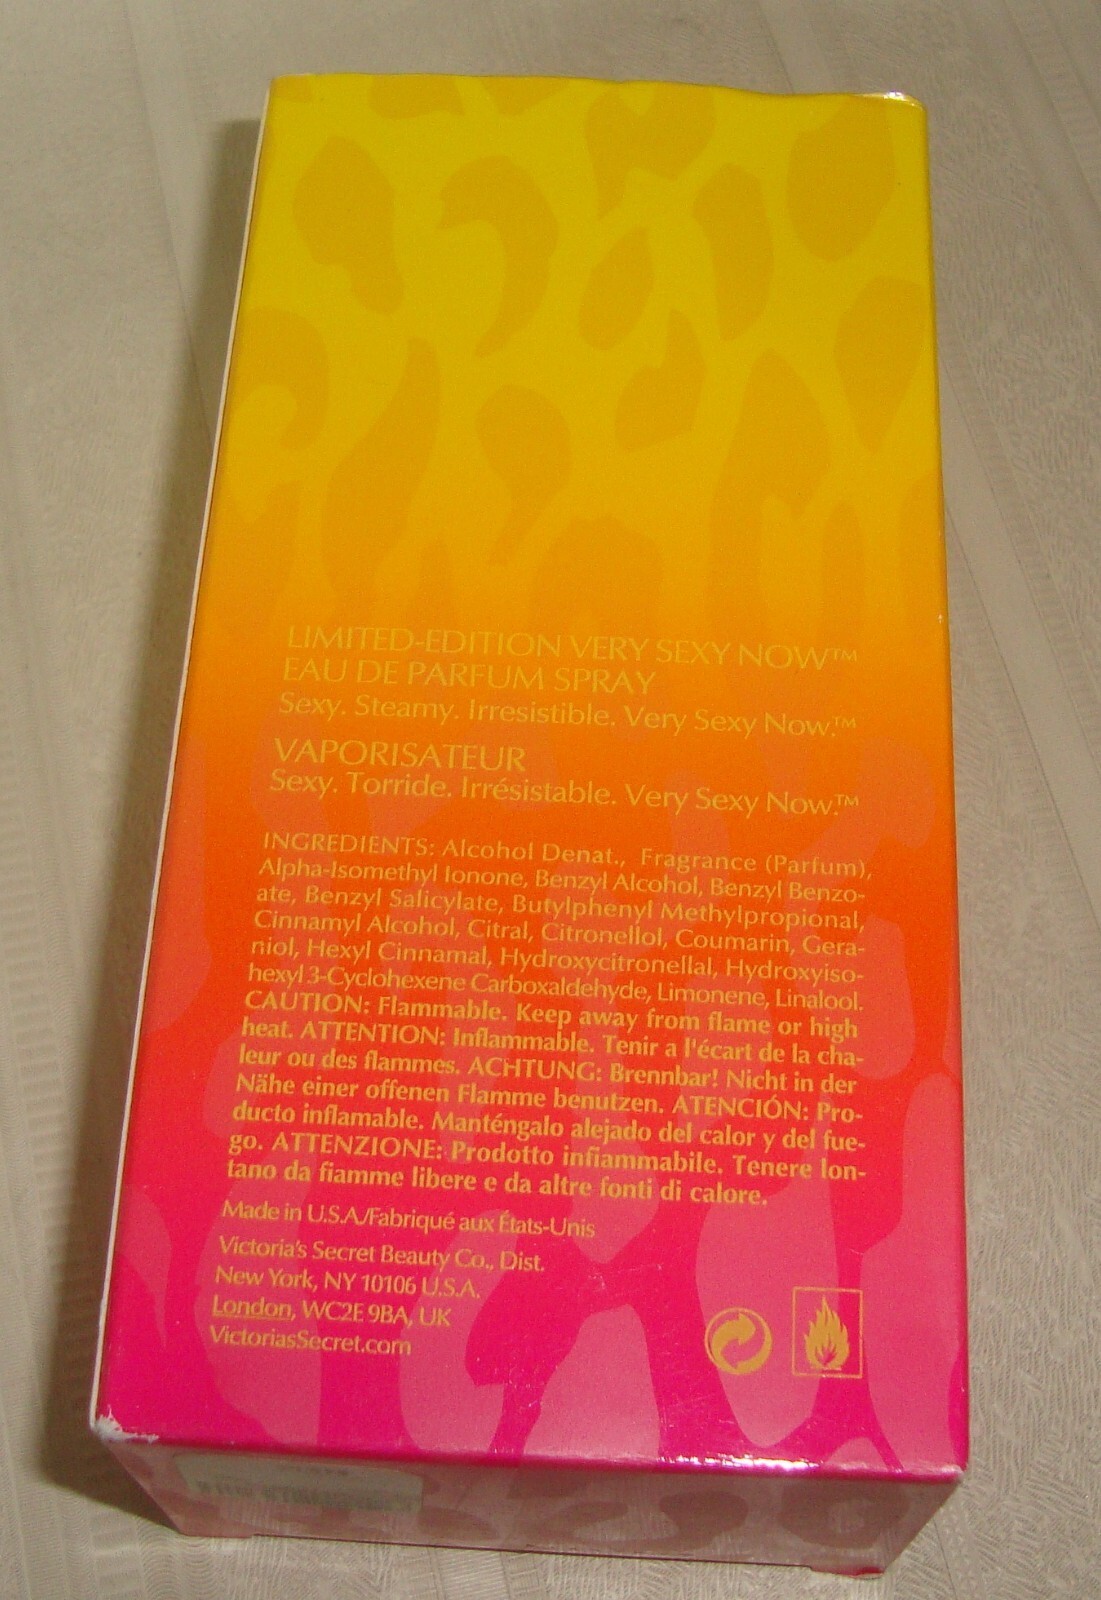 LIMITED-EDITION VERY SEXY NOW™
EAU DE PARFUM SPRAY
Sexy. Steamy. Irresistible. Very Sexy Now.™
VAPORISATEUR
Sexy. Torride. Irrésistable. Very Sexy Now.™
INGREDIENTS: Alcohol Denat., Fragrance (Parfum),
Alpha-Isomethyl Ionone, Benzyl Alcohol, Benzyl Benzo-
ate, Benzyl Salicylate, Butylphenyl Methylpropional,
Cinnamyl Alcohol, Citral, Citronellol, Coumarin, Gera-
niol, Hexyl Cinnamal, Hydroxycitronellal, Hydroxyiso-
hexyl 3-Cyclohexene Carboxaldehyde, Limonene, Linalool.
CAUTION: Flammable. Keep away from flame or high
heat. ATTENTION: Inflammable. Tenir a l'écart de la cha-
leur ou des flammes. ACHTUNG: Brennbar! Nicht in der
Nähe einer offenen Flamme benutzen. ATENCIÓN: Pro-
ducto inflamable. Manténgalo alejado del calor y del fue-
go. ATTENZIONE: Prodotto infiammabile. Tenere lon-
tano da fiamme libere e da altre fonti di calore.
Made in U.S.A./Fabriqué aux États-Unis
Victoria's Secret Beauty Co., Dist.
New York, NY 10106 U.S.A.
London, WC2E 9BA, UK
VictoriasSecret.com